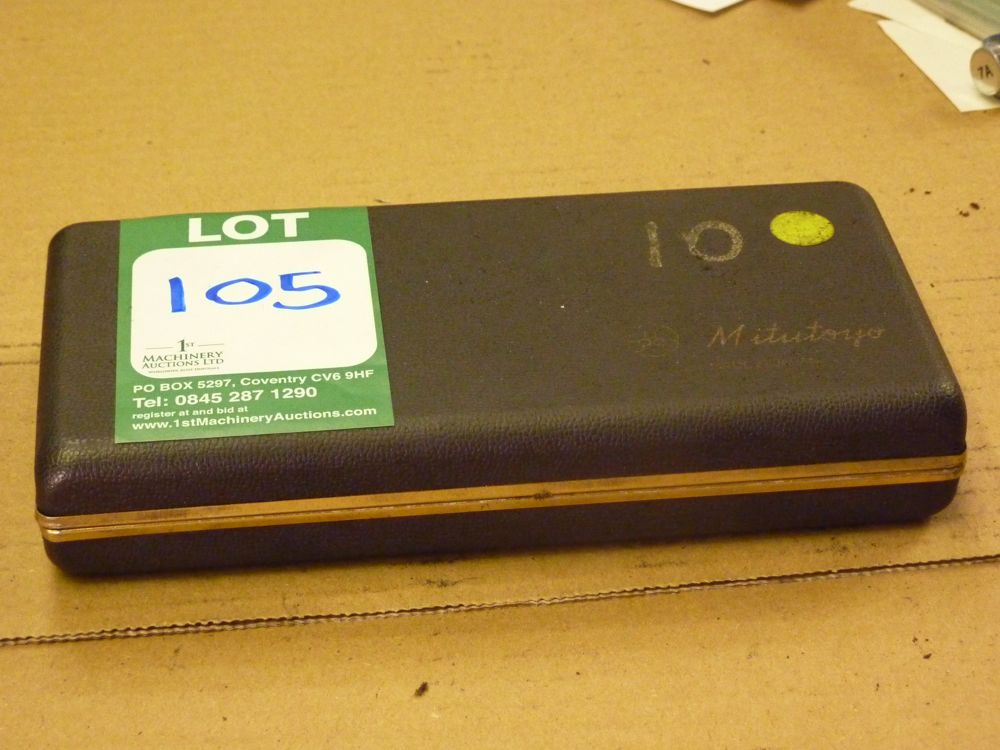 LOT
105
1ST
MACHINERY
AUCTIONS LTD
PO BOX 5297, Coventry CV6 9HF
Tel: 0845 287 1290
register at and bid at
www.1stMachineryAuctions.com
10
Mitutoyo
7A